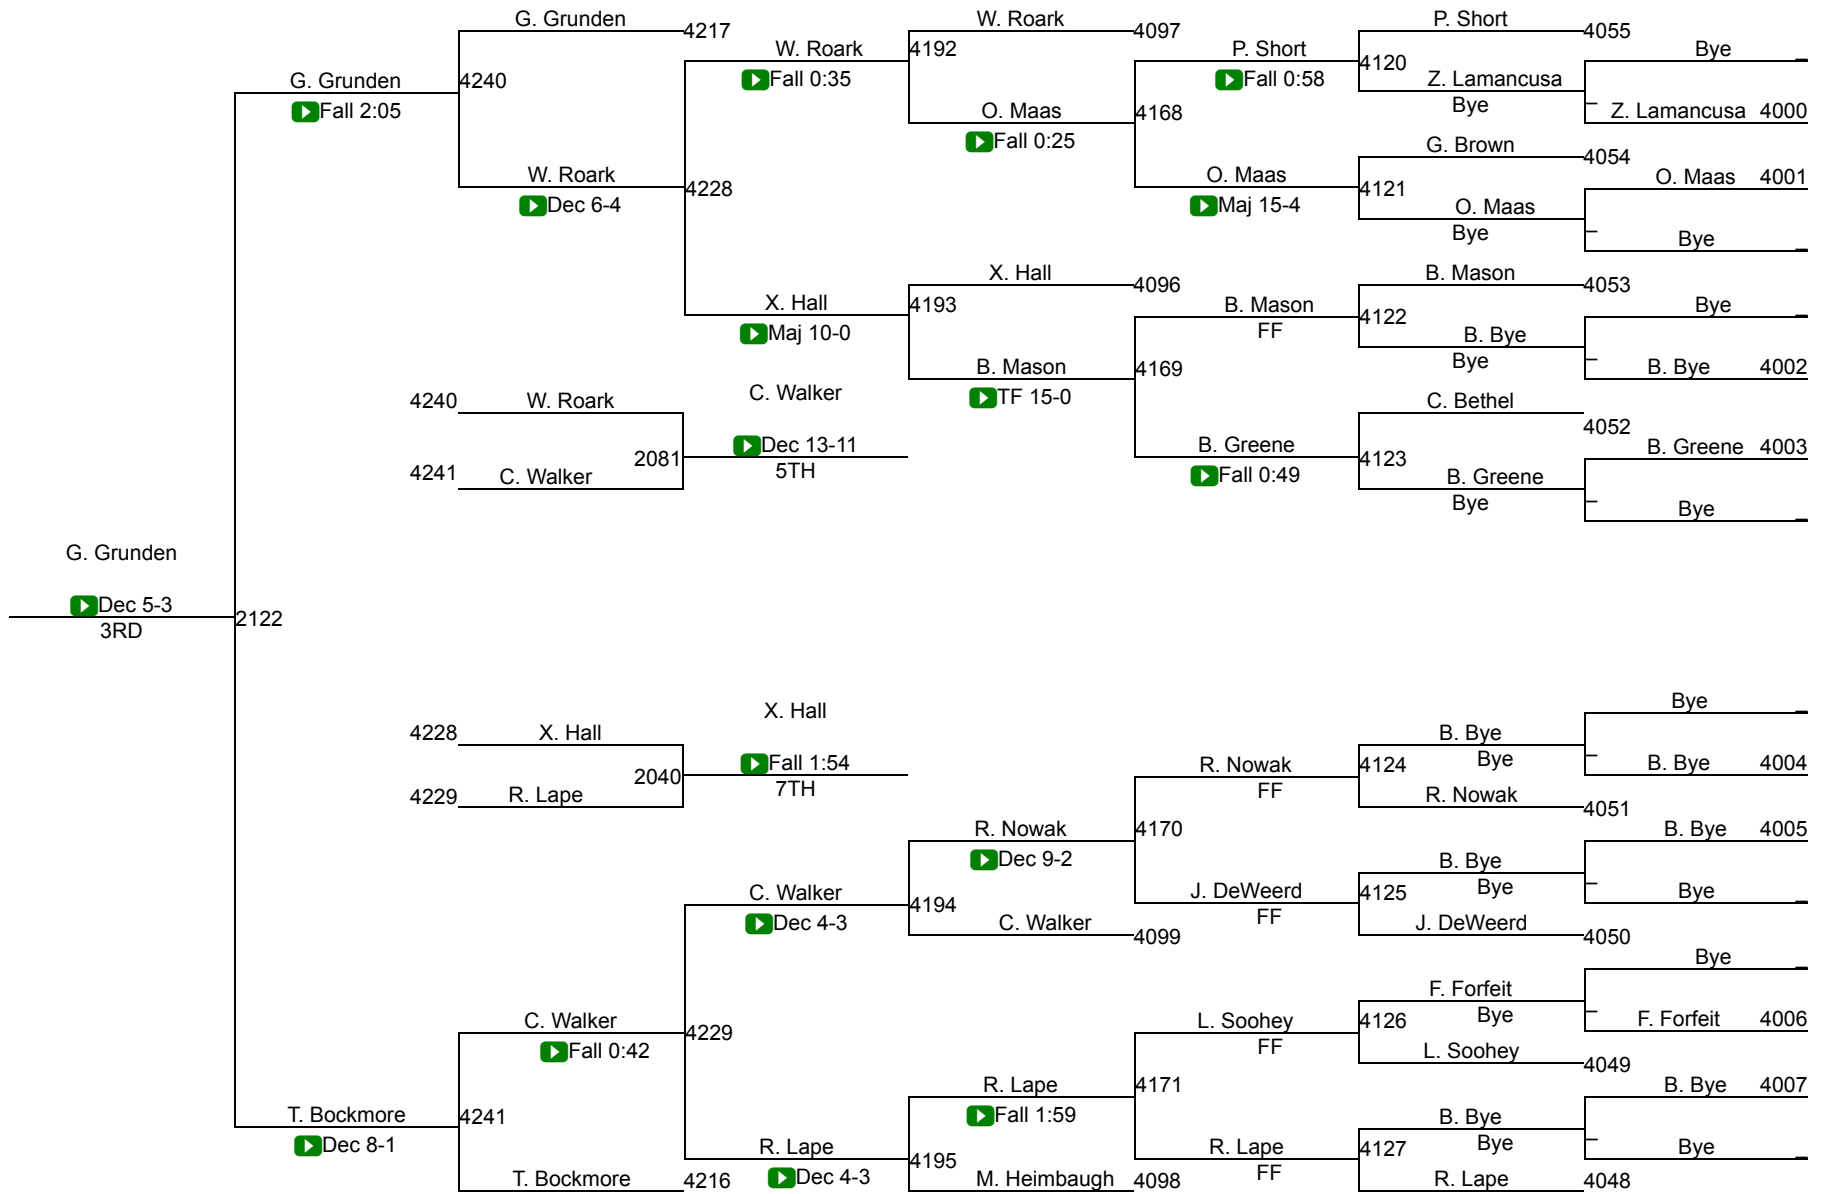 G. Grunden
4217
W. Roark
4097
P. Short
4055
W. Roark
4192
P. Short
Bye
_
G. Grunden
4240
Fall 0:35
Fall 0:58
4120
Z. Lamancusa
Bye
Fall 2:05
O. Maas
4168
Z. Lamancusa 4000
Fall 0:25
G. Brown
4054
W. Roark
4228
O. Maas
4121
O. Maas 4001
Dec 6-4
Maj 15-4
O. Maas
Bye
Bye
_
X. Hall
4096
B. Mason
4053
X. Hall
4193
B. Mason
4122
Bye
_
Maj 10-0
FF
B. Bye
Bye
B. Mason
4169
B. Bye 4002
4240
W. Roark
C. Walker
TF 15-0
C. Bethel
4052
2081
Dec 13-11
B. Greene
4123
B. Greene 4003
4241
C. Walker
5TH
Fall 0:49
B. Greene
Bye
Bye
_
G. Grunden
Dec 5-3
2122
3RD
X. Hall
Bye
_
4228
X. Hall
B. Bye
Bye
2040
Fall 1:54
R. Nowak
4124
B. Bye 4004
4229
R. Lape
7TH
FF
R. Nowak
4051
R. Nowak
4170
B. Bye 4005
Dec 9-2
B. Bye
C. Walker
4194
J. DeWeerd
4125
Bye
Bye
_
Dec 4-3
C. Walker
4099
FF
J. DeWeerd
4050
Bye
_
F. Forfeit
C. Walker
4229
L. Soohey
4126
Bye
F. Forfeit 4006
Fall 0:42
FF
L. Soohey
4049
R. Lape
4171
B. Bye 4007
T. Bockmore
4241
Fall 1:59
B. Bye
Dec 8-1
R. Lape
4195
R. Lape
4127
Bye
Bye
_
T. Bockmore
4216
Dec 4-3
M. Heimbaugh
4098
FF
R. Lape
4048